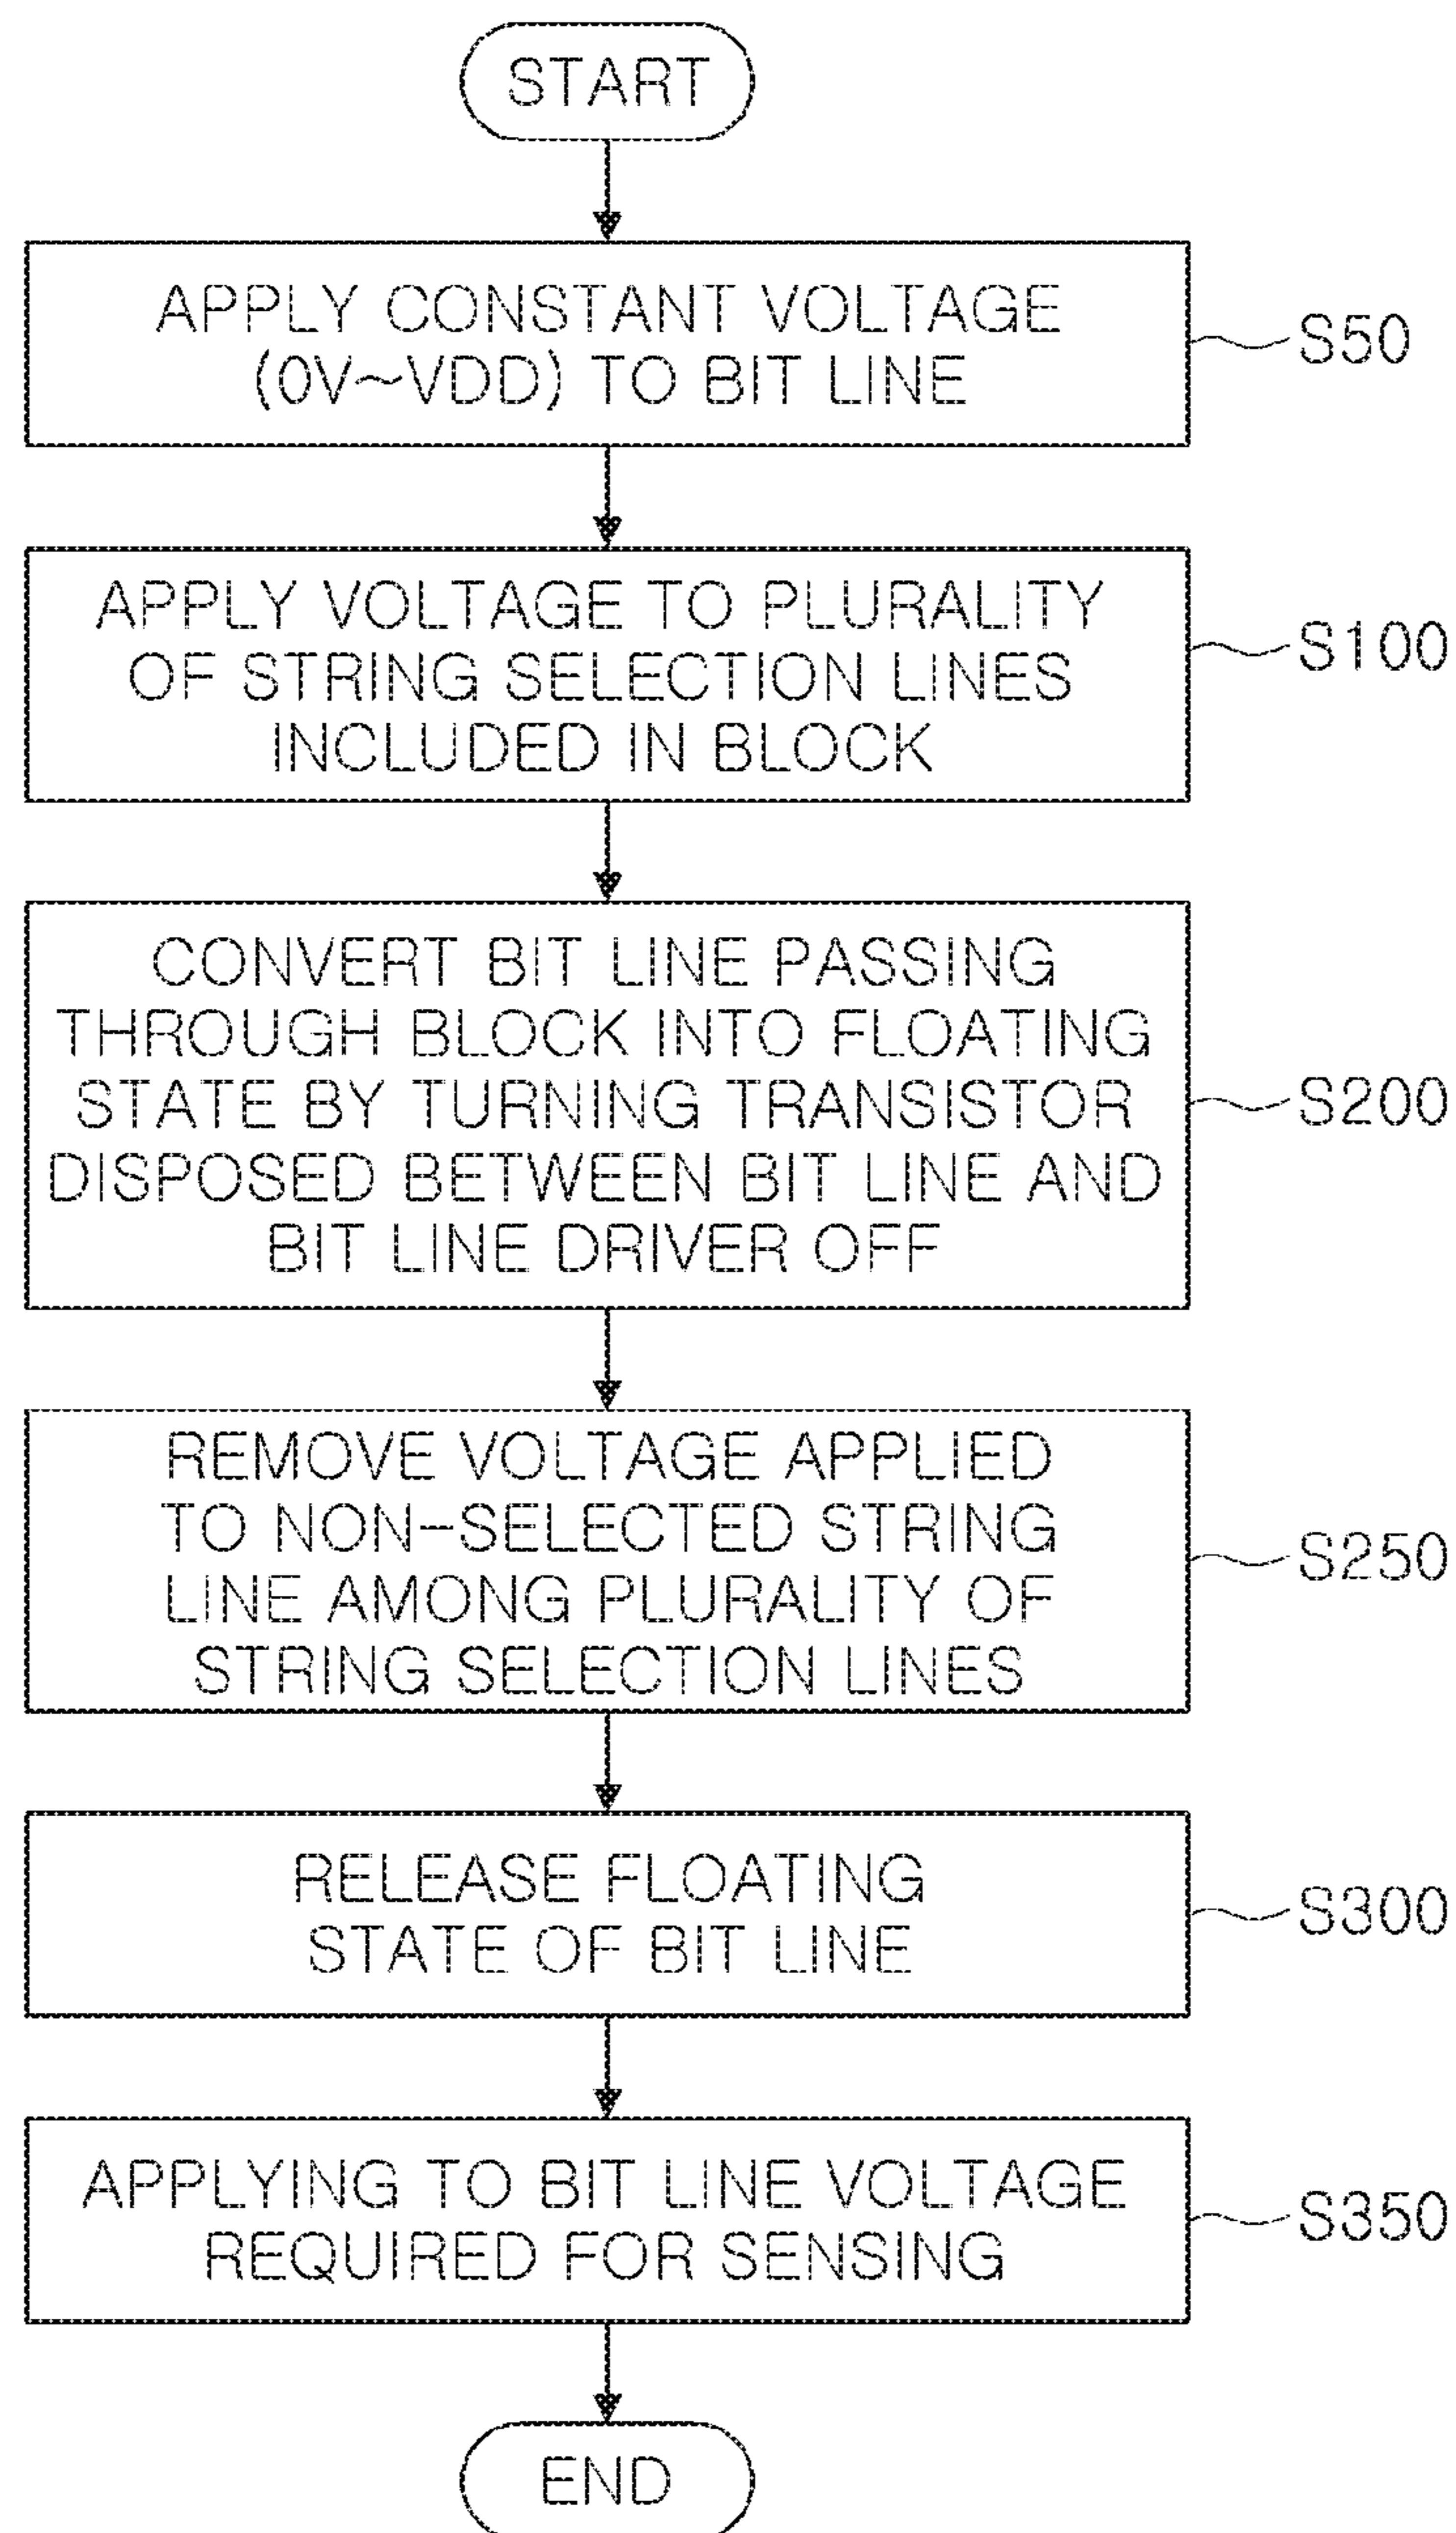 START
APPLY CONSTANT VOLTAGE
(0V~VDD) TO BIT LINE
S50
APPLY VOLTAGE TO PLURALITY
OF STRING SELECTION LINES
INCLUDED IN BLOCK
S100
CONVERT BIT LINE PASSING
THROUGH BLOCK INTO FLOATING
STATE BY TURNING TRANSISTOR
DISPOSED BETWEEN BIT LINE AND
BIT LINE DRIVER OFF
S200
REMOVE VOLTAGE APPLIED
TO NON-SELECTED STRING
LINE AMONG PLURALITY OF
STRING SELECTION LINES
S250
RELEASE FLOATING
STATE OF BIT LINE
S300
APPLYING TO BIT LINE VOLTAGE
REQUIRED FOR SENSING
S350
END